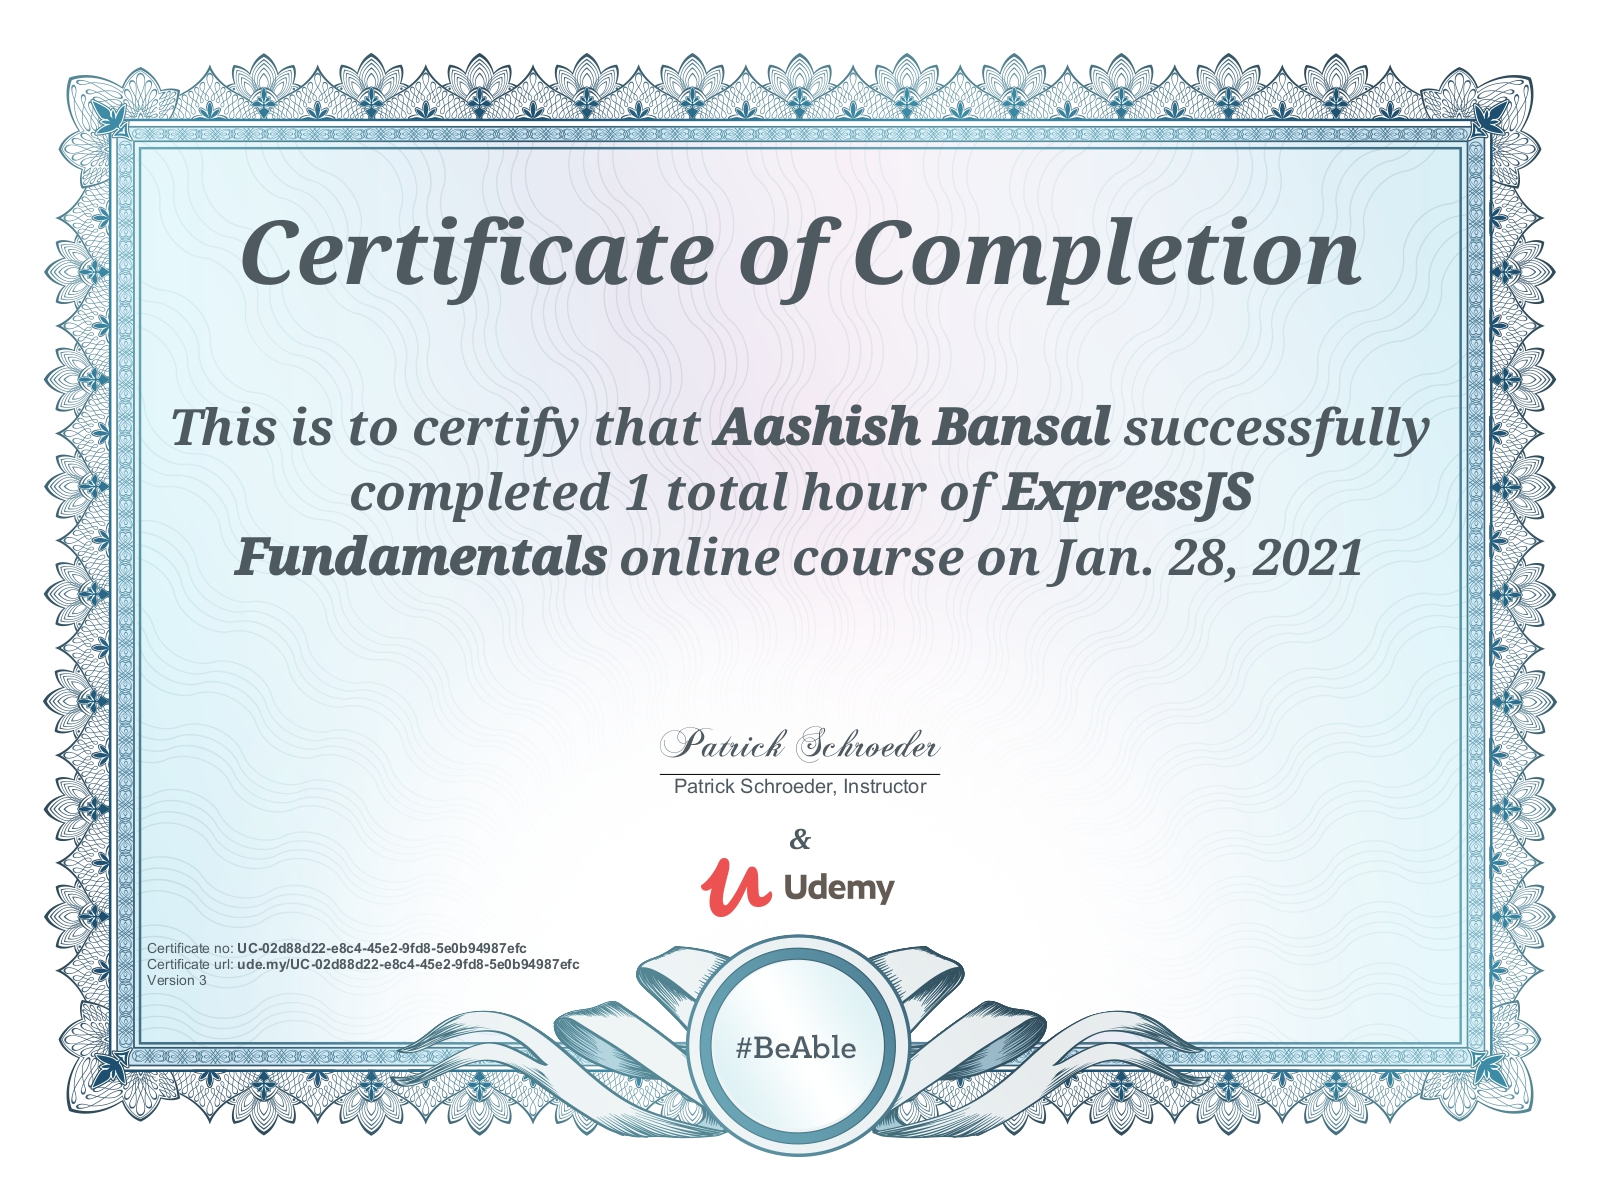 Certificate of Completion
This is to certify that Aashish Bansal successfully
completed 1 total hour of ExpressJS
Fundamentals online course on Jan. 28, 2021
Patrick Schroeder
Patrick Schroeder, Instructor
&
Udemy
Certificate no: UC-02d88d22-e8c4-45e2-9fd8-5e0b94987efc
Certificate url: ude.my/UC-02d88d22-e8c4-45e2-9fd8-5e0b94987efc
Version 3
#BeAble